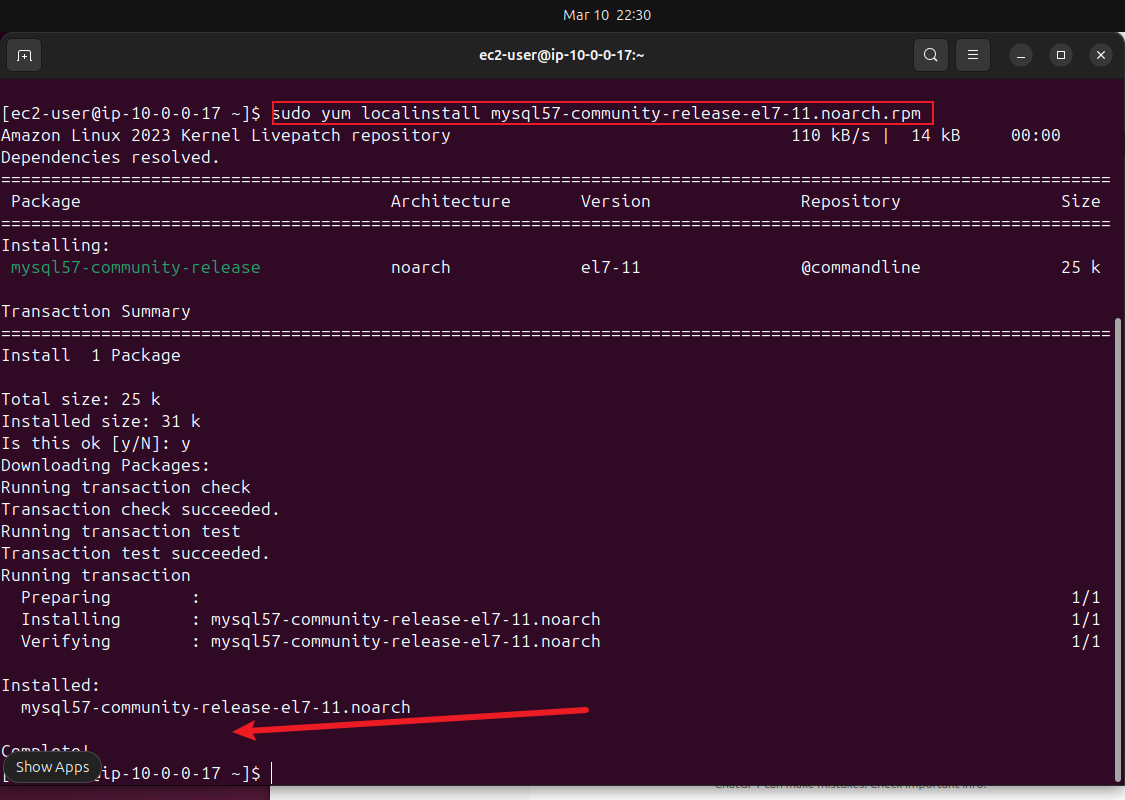 Mar 10 22:30
ec2-user@ip-10-0-0-17:~
[ec2-user@ip-10-0-0-17 ~]$ sudo yum localinstall mysql57-community-release-el7-11.noarch.rpm
Amazon Linux 2023 Kernel Livepatch repository 110 kB/s | 14 kB 00:00
Dependencies resolved.
================================================================================
Package Architecture Version Repository Size
================================================================================
Installing:
mysql57-community-release noarch el7-11 @commandline 25 k
Transaction Summary
================================================================================
Install 1 Package
Total size: 25 k
Installed size: 31 k
Is this ok [y/N]: y
Downloading Packages:
Running transaction check
Transaction check succeeded.
Running transaction test
Transaction test succeeded.
Running transaction
Preparing : 1/1
Installing : mysql57-community-release-el7-11.noarch 1/1
Verifying : mysql57-community-release-el7-11.noarch 1/1
Installed:
mysql57-community-release-el7-11.noarch
Complete!
[ @ip-10-0-0-17 ~]$
Show Apps
ChatGPT can make mistakes. Check important info.